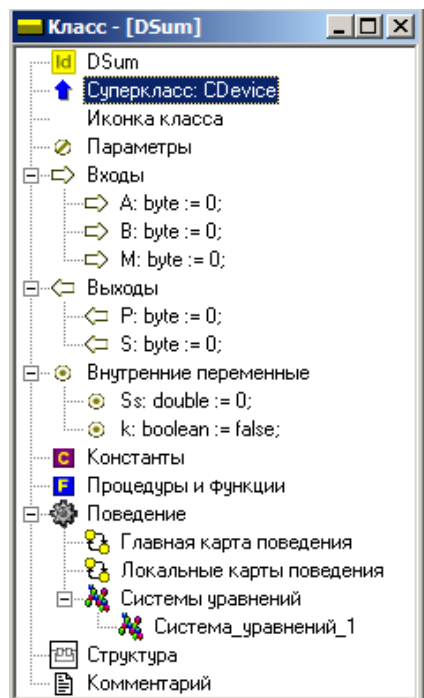 Класс - [DSum]
Id DSum
Суперкласс: CDevice
Иконка класса
Параметры
Входы
A: byte := 0;
B: byte := 0;
M: byte := 0;
Выходы
P: byte := 0;
S: byte := 0;
Внутренние переменные
Ss: double := 0;
k: boolean := false;
C Константы
F Процедуры и функции
Поведение
Главная карта поведения
Локальные карты поведения
Системы уравнений
Система_уравнений_1
Структура
Комментарий